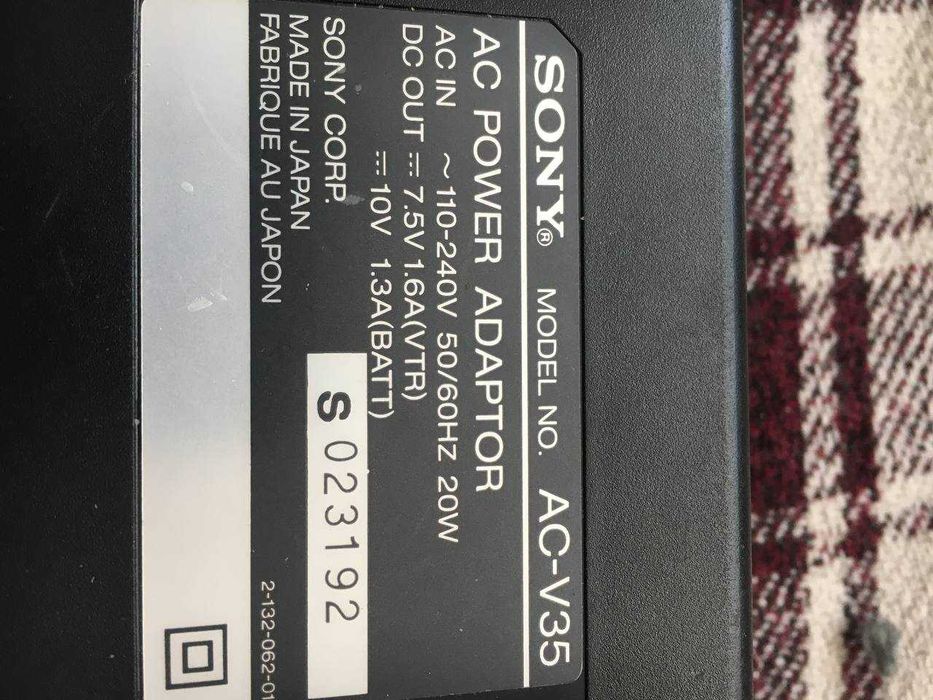 SONY® MODEL NO. AC-V35
AC POWER ADAPTOR
AC IN ~110-240V 50/60HZ 20W
DC OUT ⎓ 7.5V 1.6A(VTR)
⎓ 10V 1.3A(BATT)
SONY CORP.
MADE IN JAPAN
FABRIQUE AU JAPON
S 023192
2-132-062-01